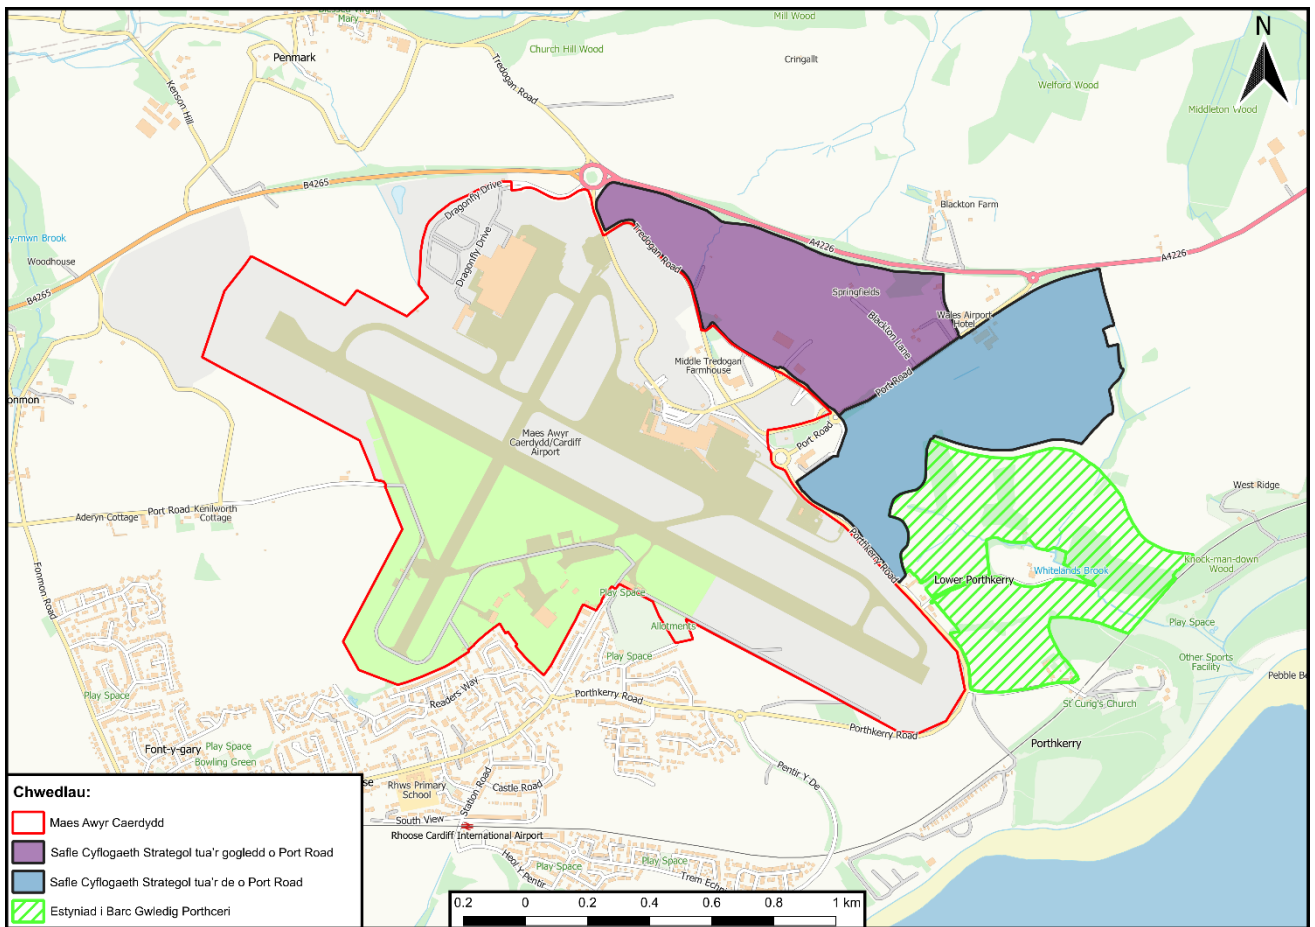 Mary
Mill Wood
N
Church Hill Wood
Penmark
Cringallt
Tredogan Road
Kenson Hill
Welford Wood
Middleton Wood
B4265
Dragonfly Drive
Blackton Farm
y-mwn Brook
Tredogan Road
A4226
A4226
Woodhouse
Dragonfly Drive
B4265
Springfields
Wales Airport
Hotel
Blackton Lane
Middle Tredogan
Farmhouse
Port Road
Maes Awyr
Caerdydd/Cardiff
Airport
Port Road
West Ridge
Aderyn Cottage
Port Road
Kenilworth
Cottage
Porthkerry Road
Knock-man-down
Wood
Fonmon Road
Lower Porthkerry
Whitelands Brook
Play Space
Play Space
Allotments
Play Space
Other Sports
Facility
Pebble Be
Readers Way
Porthkerry Road
Play Space
St Curig's Church
Porthkerry Road
Porthkerry
Font-y-gary
Play Space
Bowling Green
Pentir Y De
Rhws Primary
School
Station Road
Castle Road
South View
Rhoose Cardiff International Airport
Heol Y Pentir
Play Space
Play Space
Trem Echni
Chwedlau:
Maes Awyr Caerdydd
Safle Cyflogaeth Strategol tua'r gogledd o Port Road
Safle Cyflogaeth Strategol tua'r de o Port Road
Estyniad i Barc Gwledig Porthceri
0.2 0 0.2 0.4 0.6 0.8 1 km